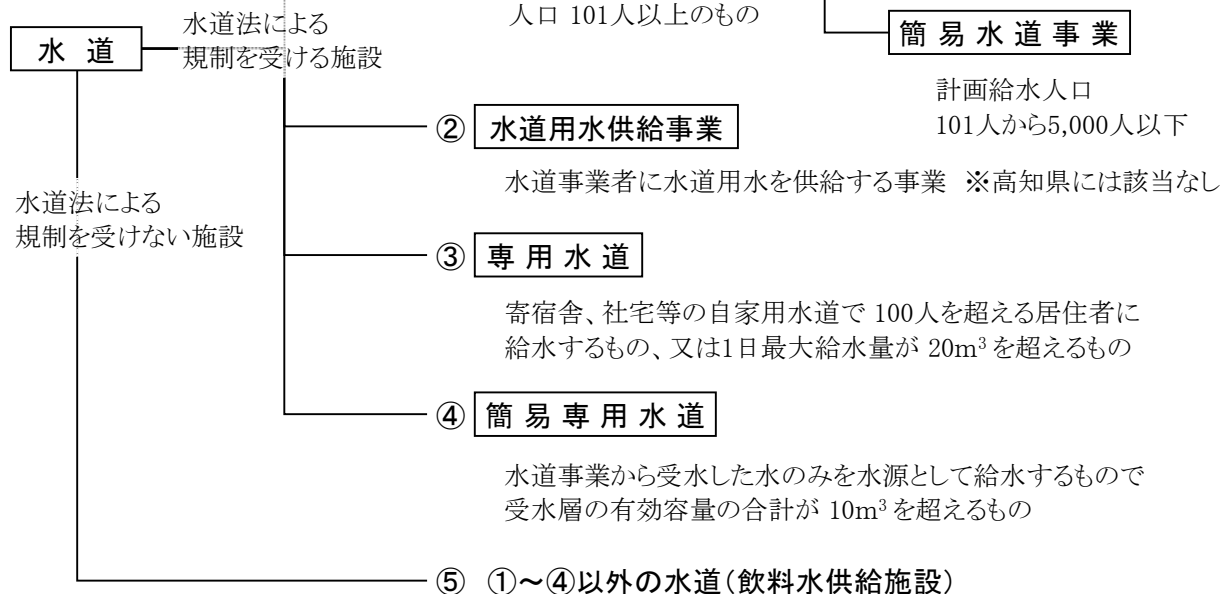 人口 101人以上のもの
水道法による
規制を受ける施設
水 道
簡 易 水 道 事 業
計画給水人口
101人から5,000人以下
② 水道用水供給事業
水道事業者に水道用水を供給する事業 ※高知県には該当なし
水道法による
規制を受けない施設
③ 専 用 水 道
寄宿舎、社宅等の自家用水道で 100人を超える居住者に
給水するもの、又は1日最大給水量が 20m³を超えるもの
④ 簡 易 専 用 水 道
水道事業から受水した水のみを水源として給水するもので
受水層の有効容量の合計が 10m³を超えるもの
⑤ ①～④以外の水道(飲料水供給施設)